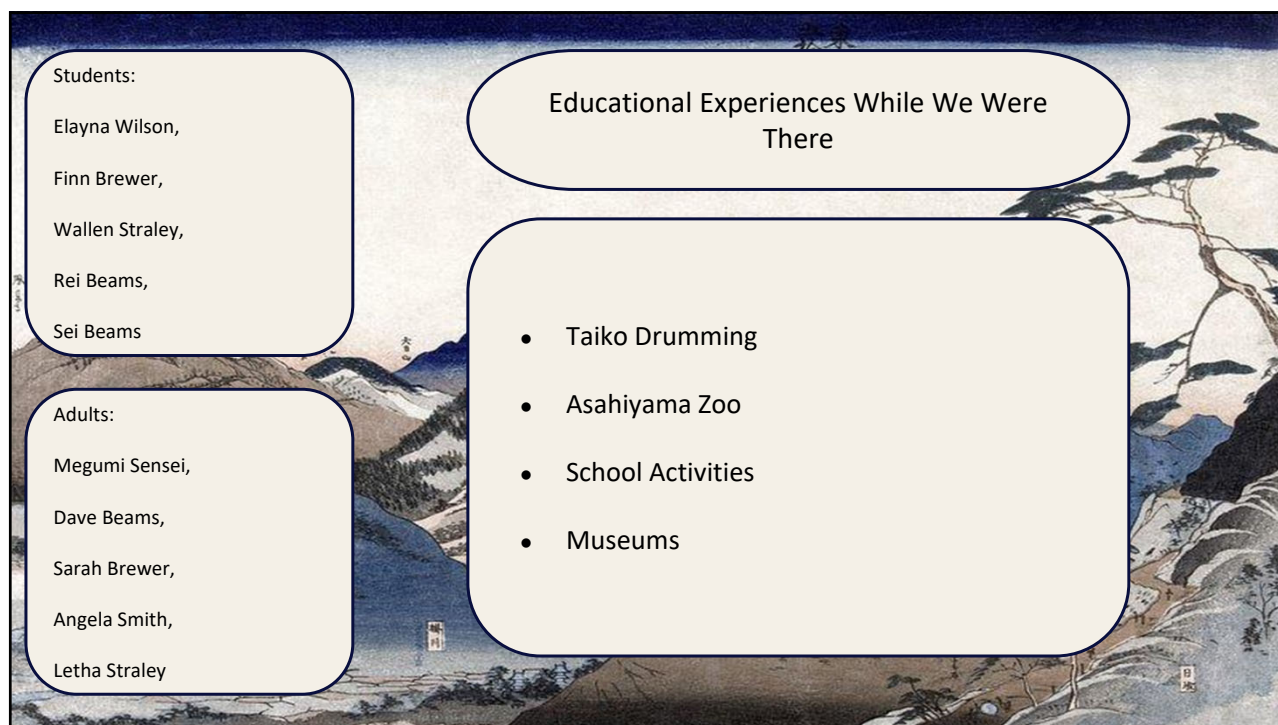 Students:
Elayna Wilson,
Finn Brewer,
Wallen Straley,
Rei Beams,
Sei Beams
Adults:
Megumi Sensei,
Dave Beams,
Sarah Brewer,
Angela Smith,
Letha Straley
Educational Experiences While We Were
There
• Taiko Drumming
• Asahiyama Zoo
• School Activities
• Museums